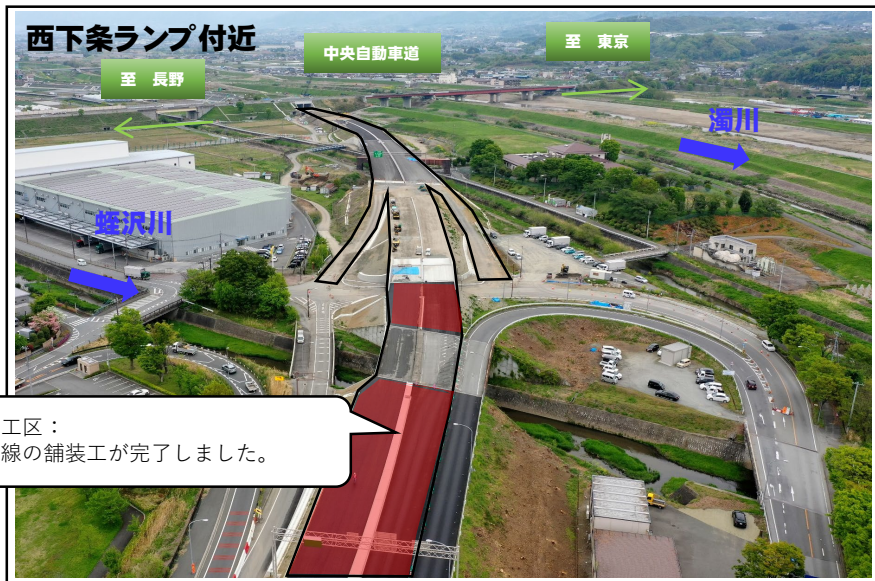 西下条ランプ付近
中央自動車道
至 東京
至 長野
濁川
蛭沢川
工区：
線の舗装工が完了しました。